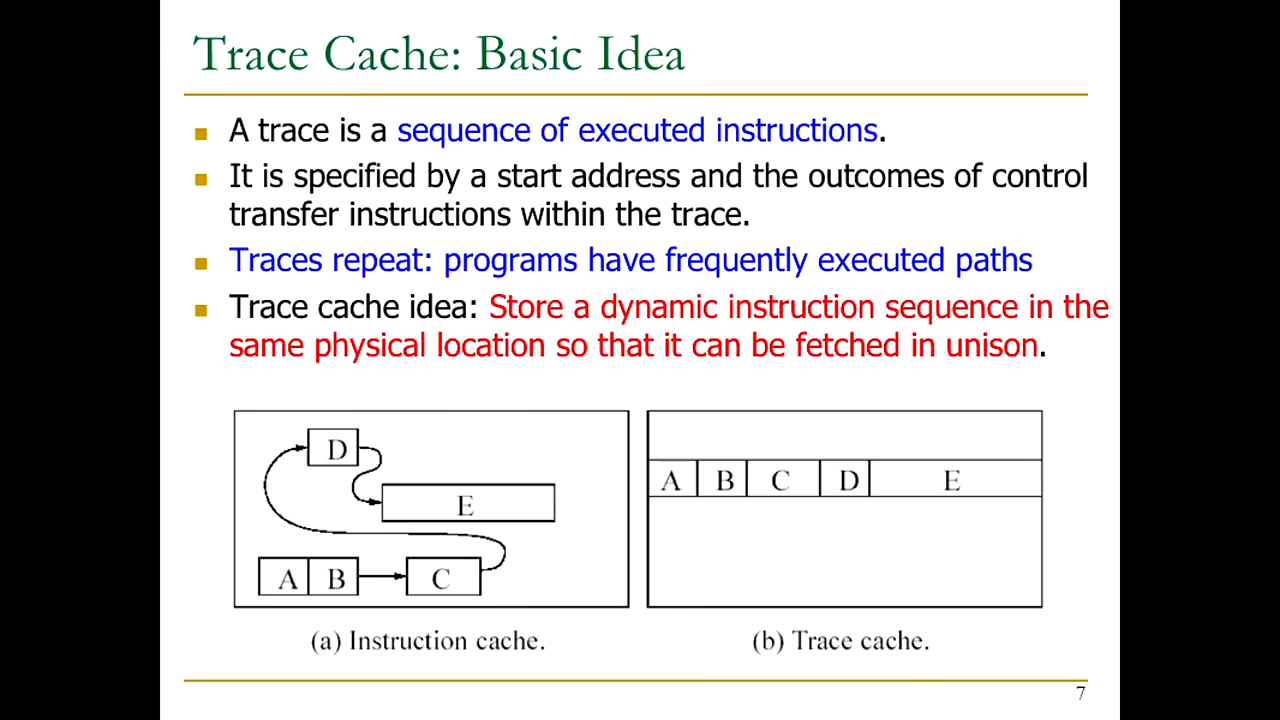 Trace Cache: Basic Idea
A trace is a sequence of executed instructions.
It is specified by a start address and the outcomes of control
transfer instructions within the trace.
Traces repeat: programs have frequently executed paths
Trace cache idea: Store a dynamic instruction sequence in the
same physical location so that it can be fetched in unison.
D
E
A B C
(a) Instruction cache.
A B C D E
(b) Trace cache.
7